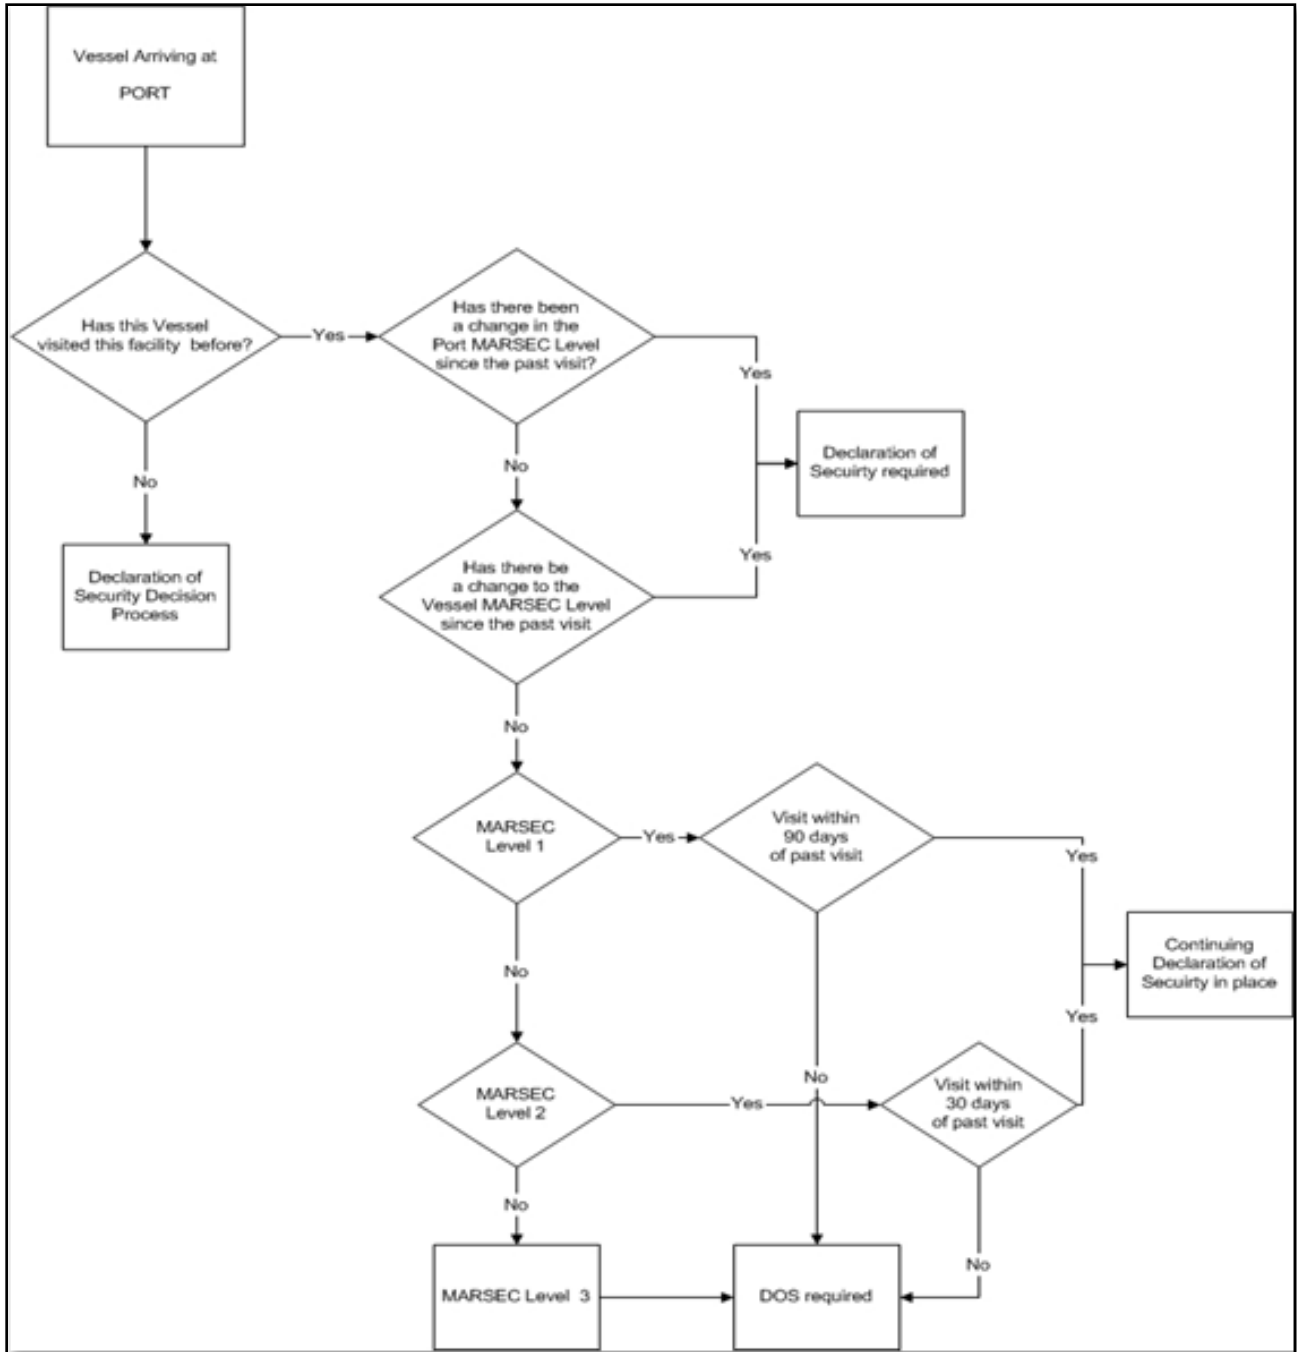 Vessel Arriving at
PORT
Has this Vessel
visited this facility before?
Yes
No
Declaration of
Security Decision
Process
Has there been
a change in the
Port MARSEC Level
since the past visit?
Yes
No
Declaration of
Secuirty required
Has there be
a change to the
Vessel MARSEC Level
since the past visit
Yes
No
MARSEC
Level 1
Yes
Visit within
90 days
of past visit
Yes
No
Continuing
Declaration of
Secuirty in place
Yes
No
MARSEC
Level 2
Yes
Visit within
30 days
of past visit
No
No
MARSEC Level 3
DOS required